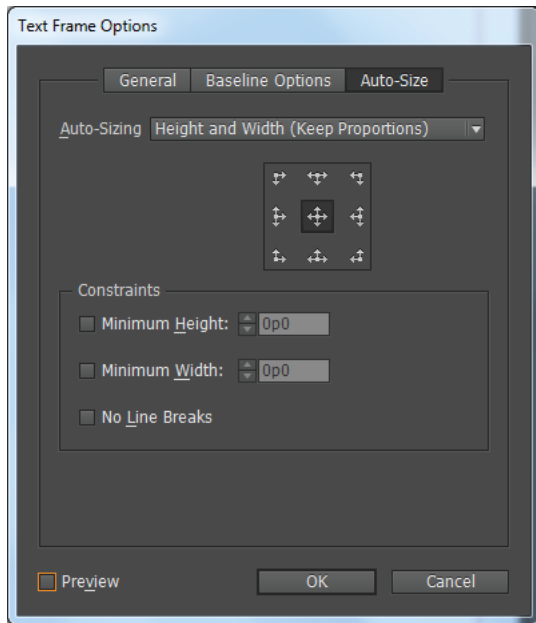 Text Frame Options
General Baseline Options Auto-Size
Auto-Sizing Height and Width (Keep Proportions)
Constraints
Minimum Height: 0p0
Minimum Width: 0p0
No Line Breaks
Preview OK Cancel